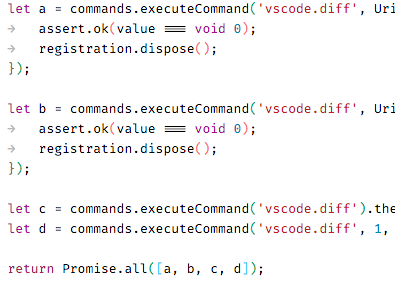 let a = commands.executeCommand('vscode.diff', Uri
→ assert.ok(value === void 0);
→ registration.dispose();
});
let b = commands.executeCommand('vscode.diff', Uri
→ assert.ok(value === void 0);
→ registration.dispose();
});
let c = commands.executeCommand('vscode.diff').the
let d = commands.executeCommand('vscode.diff', 1,
return Promise.all([a, b, c, d]);